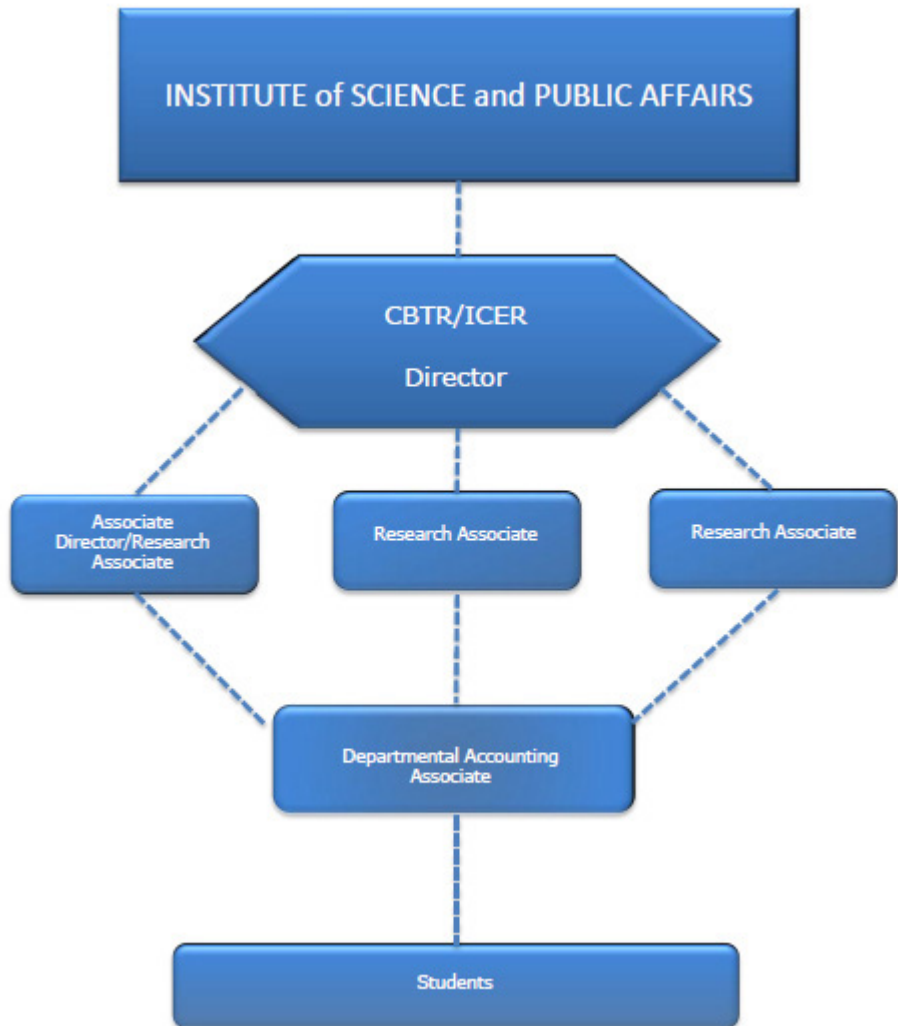 INSTITUTE of SCIENCE and PUBLIC AFFAIRS
CBTR/ICER
Director
Associate
Director/Research
Associate
Research Associate
Research Associate
Departmental Accounting
Associate
Students